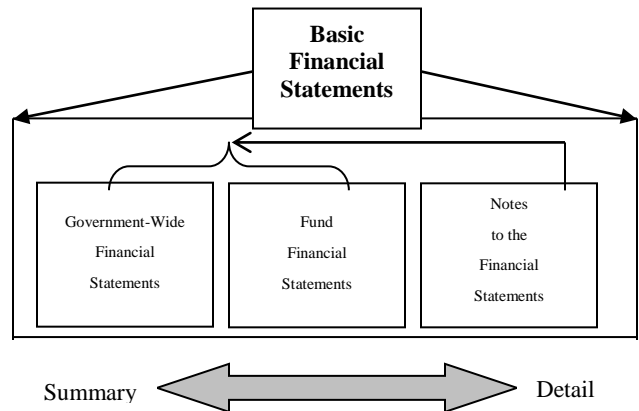 Basic
Financial
Statements
Government-Wide
Financial
Statements
Fund
Financial
Statements
Notes
to the
Financial
Statements
Summary
Detail